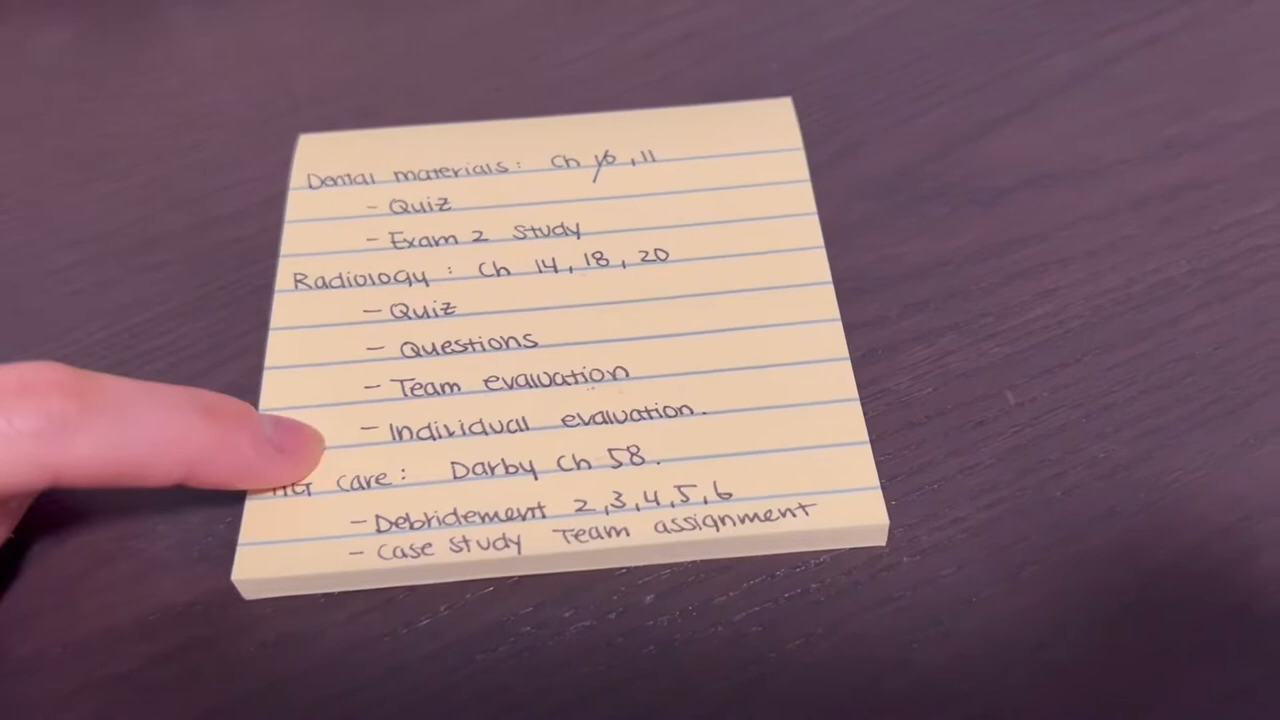 Dental materials: Ch 16, 11
- Quiz
- Exam 2 study
Radiology: Ch 14, 18, 20
- Quiz
- Questions
- Team evaluation
- Individual evaluation.
care: Darby Ch 58.
- Debridement 2,3,4,5,6
- Case study Team assignment